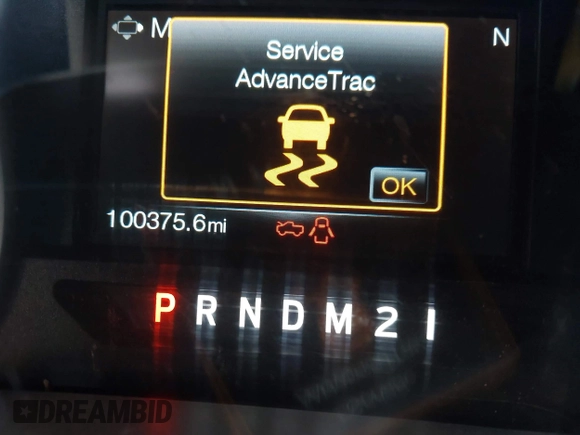 M
N
Service
AdvanceTrac
OK
100375.6mi
P R N D M 2 1
DREAMBID